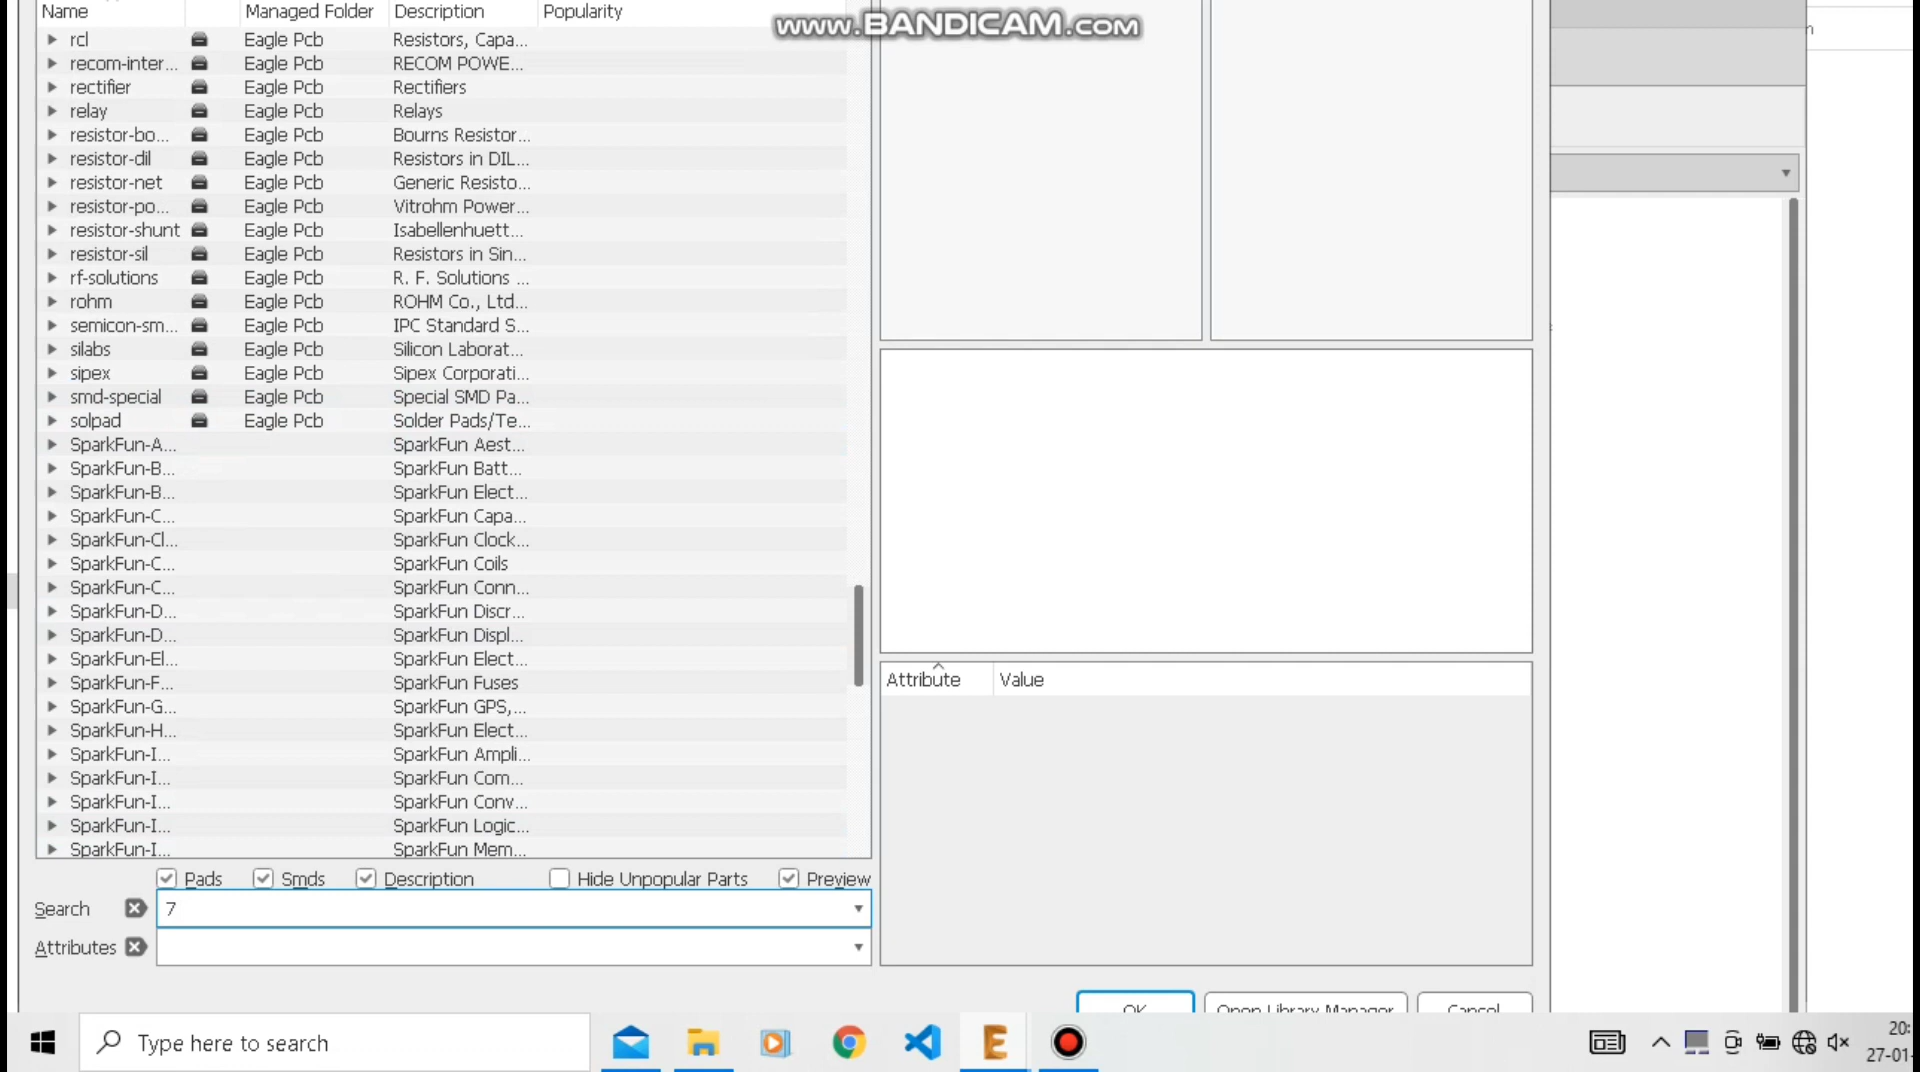 www.BANDICAM.com
Name Managed Folder Description Popularity
rcl Eagle Pcb Resistors, Capa...
recom-inter... Eagle Pcb RECOM POWE...
rectifier Eagle Pcb Rectifiers
relay Eagle Pcb Relays
resistor-bo... Eagle Pcb Bourns Resistor...
resistor-dil Eagle Pcb Resistors in DIL...
resistor-net Eagle Pcb Generic Resisto...
resistor-po... Eagle Pcb Vitrohm Power...
resistor-shunt Eagle Pcb Isabellenhuett...
resistor-sil Eagle Pcb Resistors in Sin...
rf-solutions Eagle Pcb R. F. Solutions ...
rohm Eagle Pcb ROHM Co., Ltd...
semicon-sm... Eagle Pcb IPC Standard S...
silabs Eagle Pcb Silicon Laborat...
sipex Eagle Pcb Sipex Corporati...
smd-special Eagle Pcb Special SMD Pa...
solpad Eagle Pcb Solder Pads/Te...
SparkFun-A... SparkFun Aest...
SparkFun-B... SparkFun Batt...
SparkFun-B... SparkFun Elect...
SparkFun-C... SparkFun Capa...
SparkFun-Cl... SparkFun Clock...
SparkFun-C... SparkFun Coils
SparkFun-C... SparkFun Conn...
SparkFun-D... SparkFun Discr...
SparkFun-D... SparkFun Displ...
SparkFun-El... SparkFun Elect...
SparkFun-F... SparkFun Fuses
SparkFun-G... SparkFun GPS,...
SparkFun-H... SparkFun Elect...
SparkFun-I... SparkFun Ampli...
SparkFun-I... SparkFun Com...
SparkFun-I... SparkFun Conv...
SparkFun-I... SparkFun Logic...
SparkFun-I... SparkFun Mem...
Attribute Value
Pads Smds Description Hide Unpopular Parts Preview
Search 7
Attributes
OK Open Library Manager Cancel
Type here to search
20:
27-01